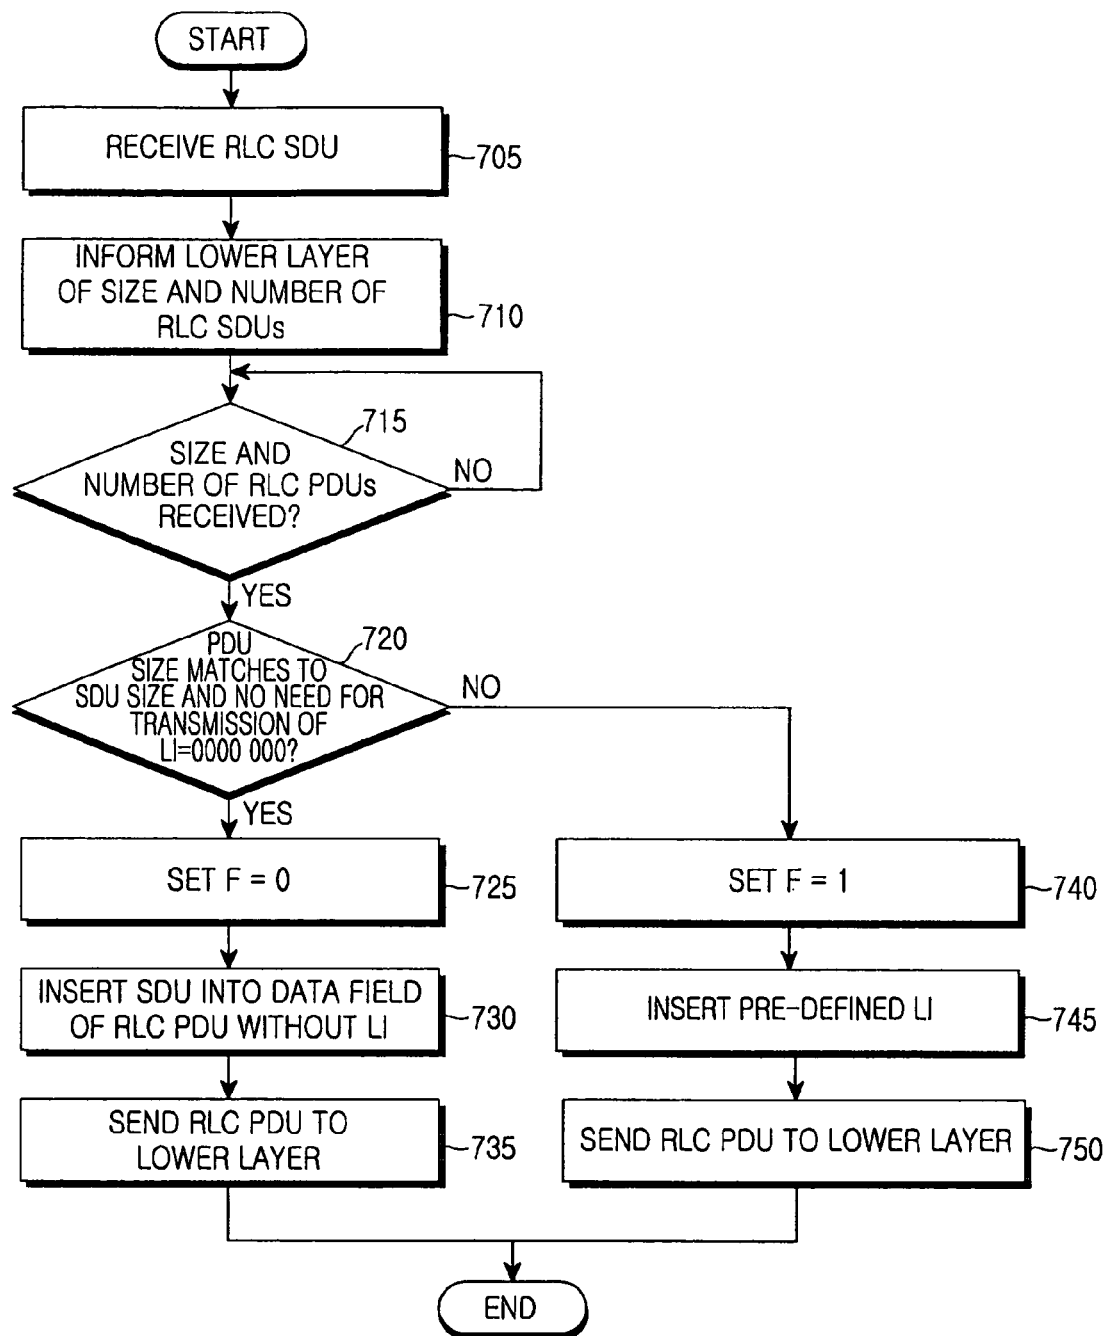 START
RECEIVE RLC SDU
705
INFORM LOWER LAYER
OF SIZE AND NUMBER OF
RLC SDUs
710
715
SIZE AND
NUMBER OF RLC PDUs
RECEIVED?
NO
YES
720
PDU
SIZE MATCHES TO
SDU SIZE AND NO NEED FOR
TRANSMISSION OF
LI=0000 000?
NO
YES
SET F = 0
725
SET F = 1
740
INSERT SDU INTO DATA FIELD
OF RLC PDU WITHOUT LI
730
INSERT PRE-DEFINED LI
745
SEND RLC PDU TO
LOWER LAYER
735
SEND RLC PDU TO LOWER LAYER
750
END